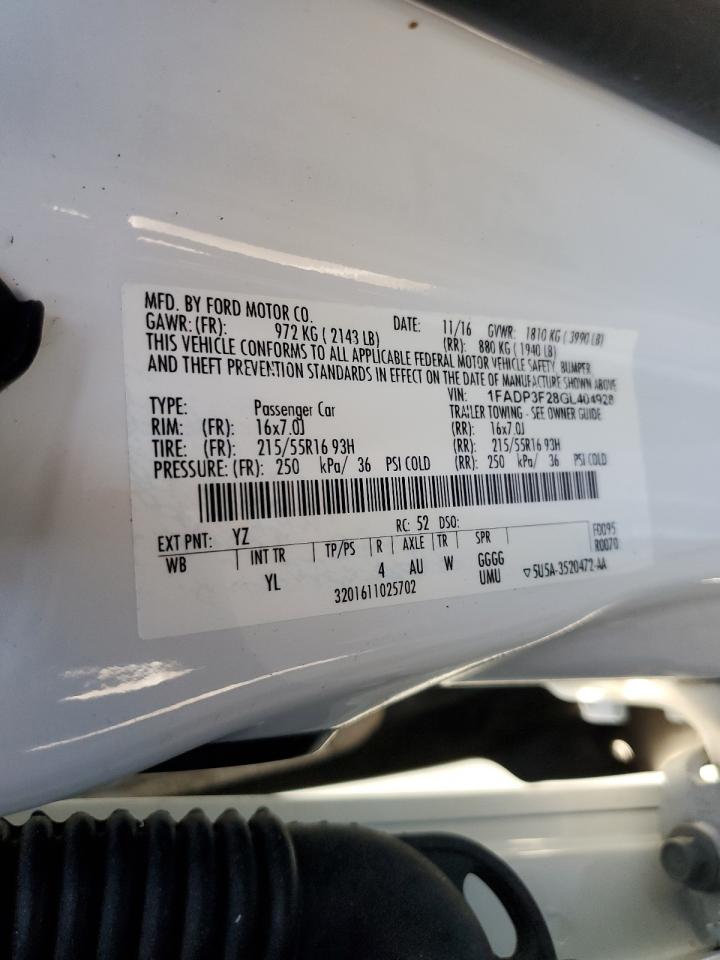 MFD. BY FORD MOTOR CO.
DATE: 11/16 GVWR: 1810 KG ( 3990 LB)
GAWR:(FR): 972 KG ( 2143 LB) (RR): 880 KG ( 1940 LB)
THIS VEHICLE CONFORMS TO ALL APPLICABLE FEDERAL MOTOR VEHICLE SAFETY, BUMPER
AND THEFT PREVENTION STANDARDS IN EFFECT ON THE DATE OF MANUFACTURE SHOWN ABOVE
VIN: 1FADP3F28GL404928
TYPE: Passenger Car TRAILER TOWING - SEE OWNER GUIDE
RIM: (FR): 16x7.0J (RR): 16x7.0J
TIRE: (FR): 215/55R16 93H (RR): 215/55R16 93H
PRESSURE: (FR): 250 kPa/ 36 PSI COLD (RR): 250 kPa/ 36 PSI COLD
EXT PNT: YZ RC: 52 DSO: F0095
R0070
WB INT TR TP/PS R AXLE TR SPR
YL 4 AU W GGGG
UMU
3201611025702
▽5U5A-3520472-AA